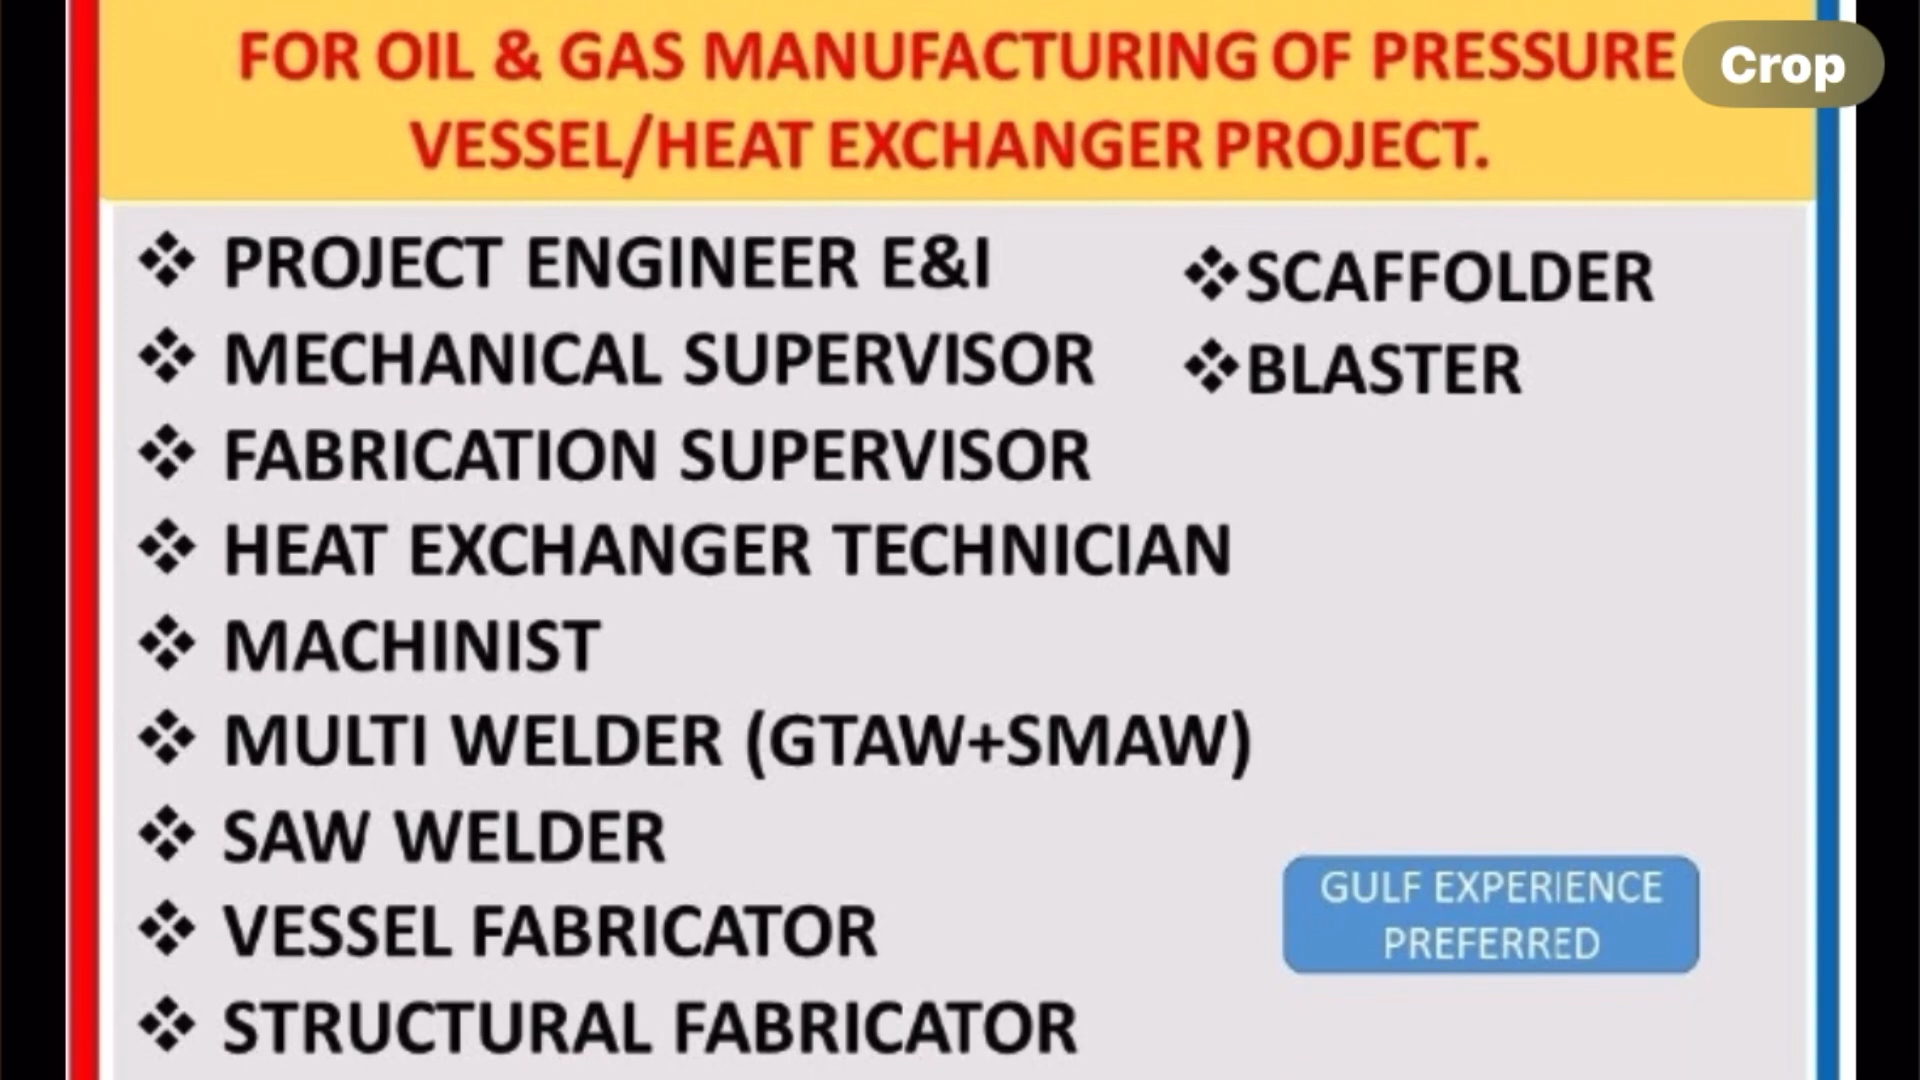 FOR OIL & GAS MANUFACTURING OF PRESSURE
VESSEL/HEAT EXCHANGER PROJECT.
Crop
❖ PROJECT ENGINEER E&I
❖ MECHANICAL SUPERVISOR
❖ FABRICATION SUPERVISOR
❖ HEAT EXCHANGER TECHNICIAN
❖ MACHINIST
❖ MULTI WELDER (GTAW+SMAW)
❖ SAW WELDER
❖ VESSEL FABRICATOR
❖ STRUCTURAL FABRICATOR
❖SCAFFOLDER
❖BLASTER
GULF EXPERIENCE
PREFERRED